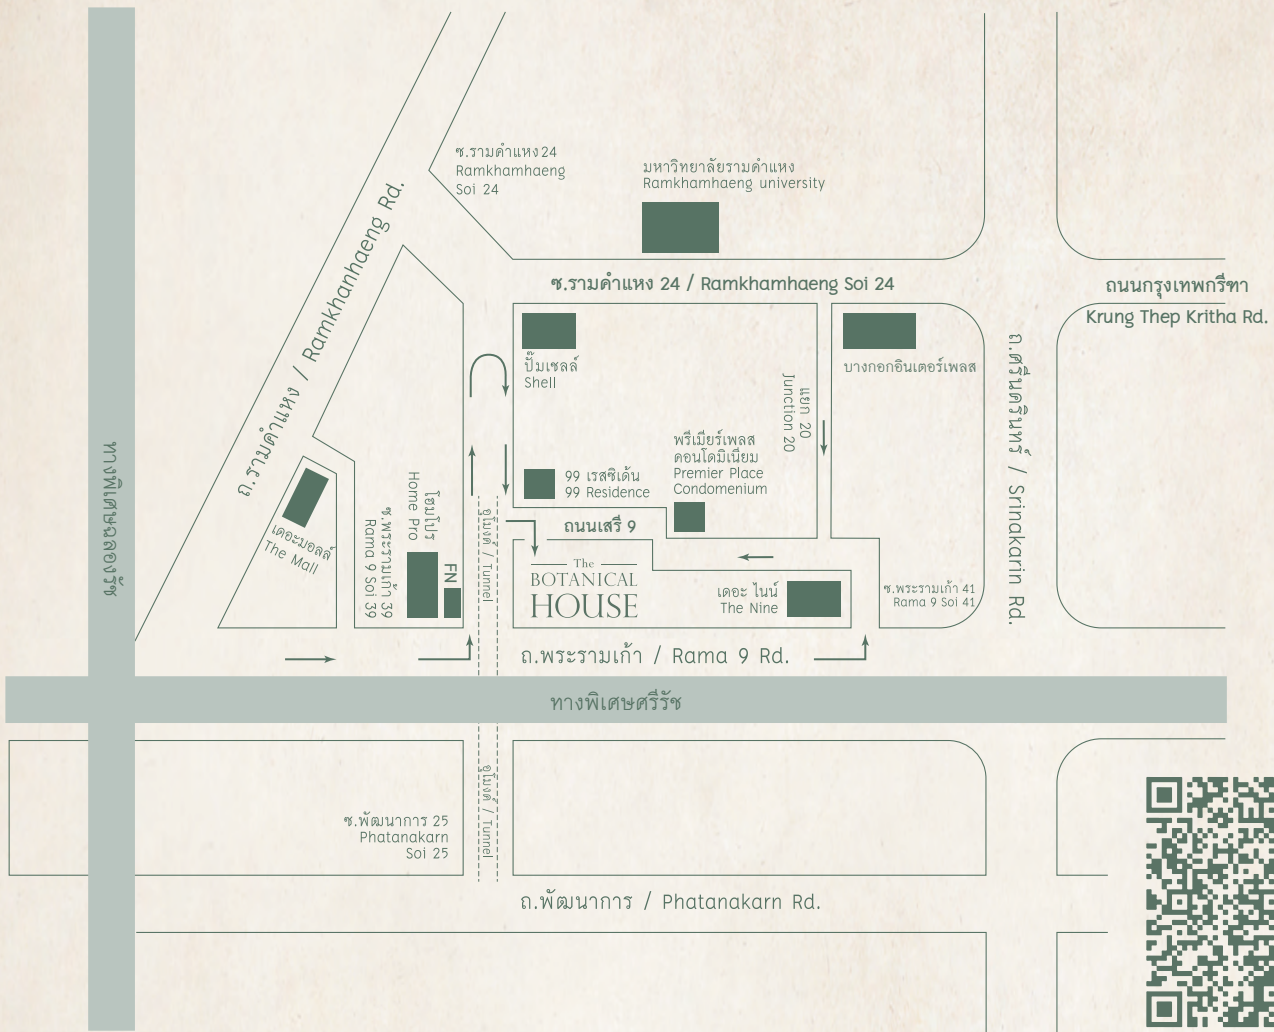 ซ.รามคำแหง24
Ramkhamhaeng
Soi 24
มหาวิทยาลัยรามคำแหง
Ramkhamhaeng university
ซ.รามคำแหง 24 / Ramkhamhaeng Soi 24
ถนนกรุงเทพกรีฑา
Krung Thep Kritha Rd.
ถ.รามคำแหง / Ramkhanhaeng Rd.
ปั๊มเชลล์
Shell
แยก 20
Junction 20
บางกอกอินเตอร์เพลส
ถ.ศรีนครินทร์ / Srinakarin Rd.
พรีเมียร์เพลส
คอนโดมิเนียม
Premier Place
Condomenium
99 เรสซิเด้น
99 Residence
ทางพิเศษฉลองรัช
เดอะมอลล์
The Mall
ซ.พระรามเก้า 39
Rama 9 Soi 39
โฮมโปร
Home Pro
FN
อุโมงค์ / Tunnel
ถนนเสรี 9
The
BOTANICAL
HOUSE
เดอะ ไนน์
The Nine
ซ.พระรามเก้า 41
Rama 9 Soi 41
ถ.พระรามเก้า / Rama 9 Rd.
ทางพิเศษศรีรัช
อุโมงค์ / Tunnel
ซ.พัฒนาการ 25
Phatanakarn
Soi 25
ถ.พัฒนาการ / Phatanakarn Rd.